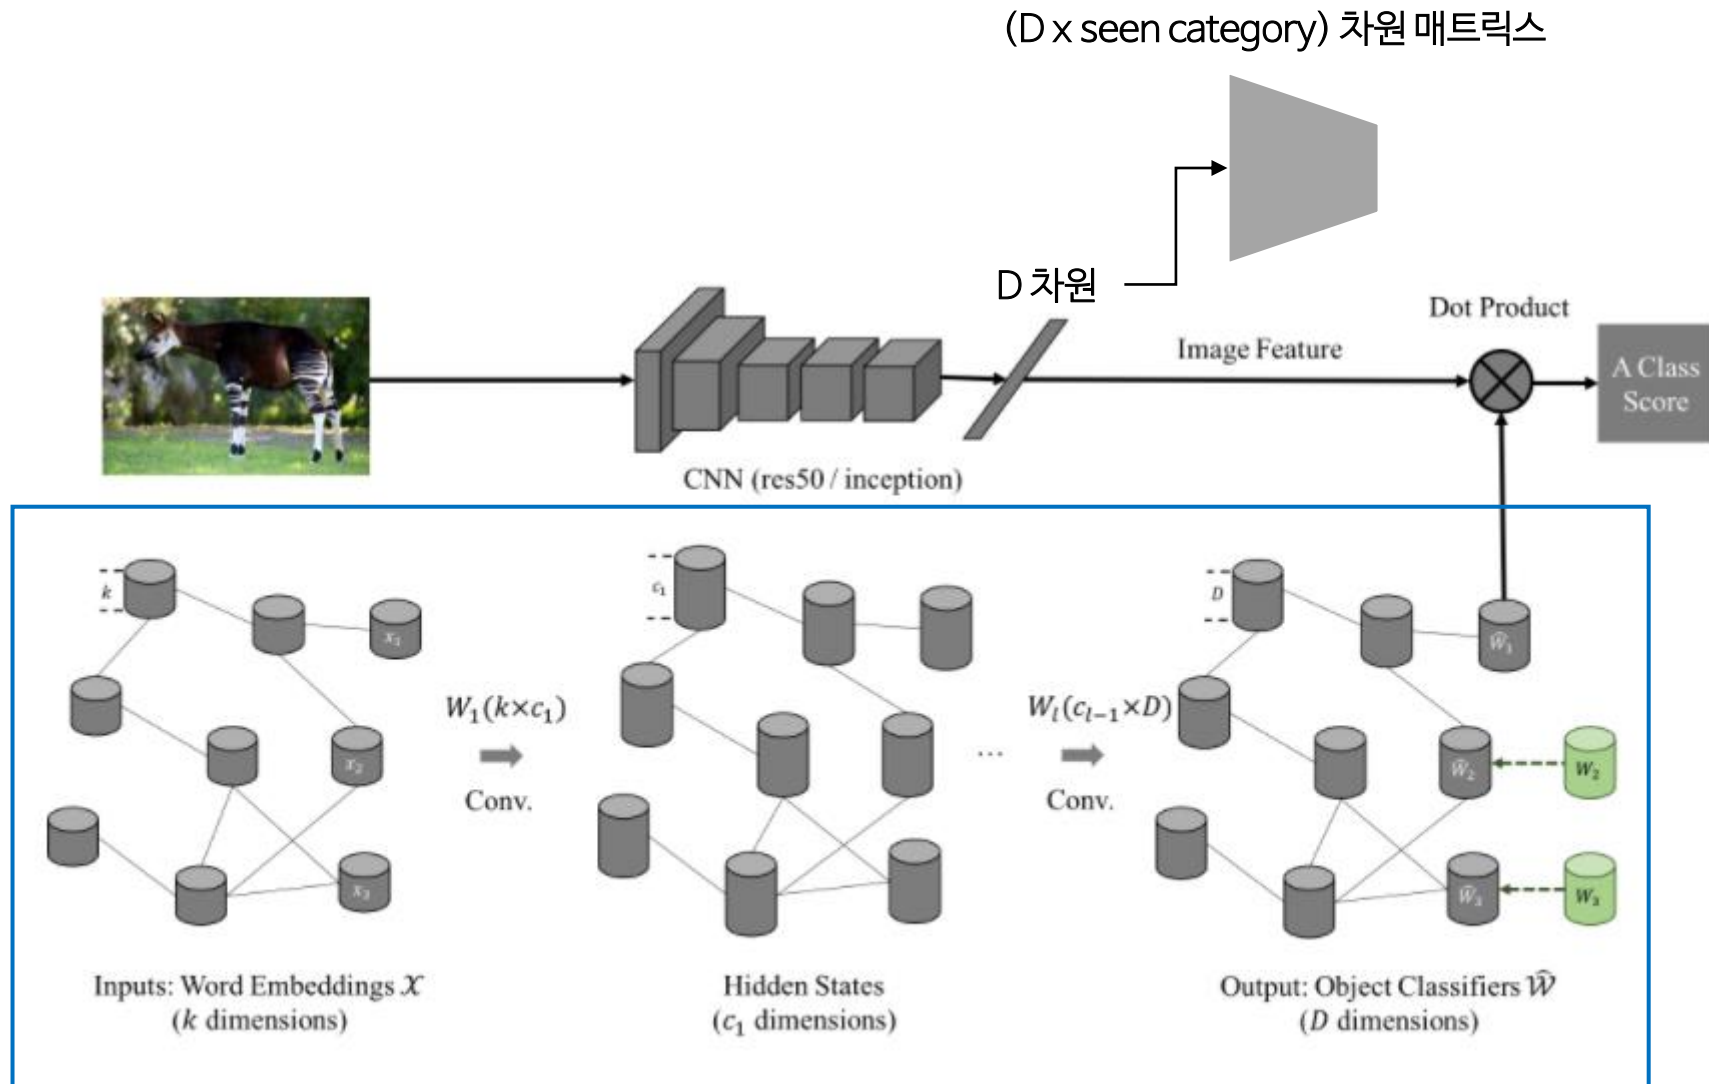 (D x seen category) 차원 매트릭스
D 차원
Dot Product
Image Feature
A Class
Score
CNN (res50 / inception)
k
x₁
x₂
x₃
W₁(k×c₁)
Conv.
c₁
...
Wₗ(cₗ₋₁×D)
Conv.
D
Ŵ₁
Ŵ₂
W₂
Ŵ₃
W₃
Inputs: Word Embeddings 𝒳
(k dimensions)
Hidden States
(c₁ dimensions)
Output: Object Classifiers 𝒲̂
(D dimensions)